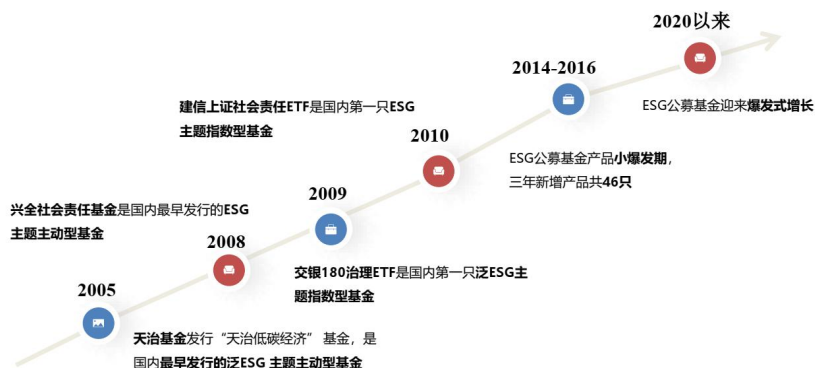 2020以来
ESG公募基金迎来爆发式增长
2014-2016
ESG公募基金产品小爆发期，
三年新增产品共46只
建信上证社会责任ETF是国内第一只ESG
主题指数型基金
2010
2009
交银180治理ETF是国内第一只泛ESG主
题指数型基金
兴全社会责任基金是国内最早发行的ESG
主题主动型基金
2008
2005
天治基金发行“天治低碳经济” 基金，是
国内最早发行的泛ESG 主题主动型基金